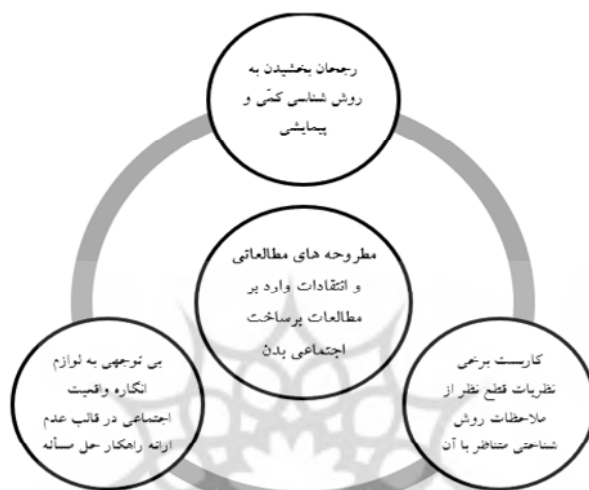 رجحان بخشیدن به
روش شناسی کمّی و
پیمایشی
مطروحه های مطالعاتی
و انتقادات وارد بر
مطالعات برساخت
اجتماعی بدن
بی توجهی به لوازم
انگاره واقعیت
اجتماعی در قالب عدم
ارائه راهکار حل مسأله
کاربست برخی
نظریات قطع نظر از
ملاحظات روش
شناختی متناظر با آن